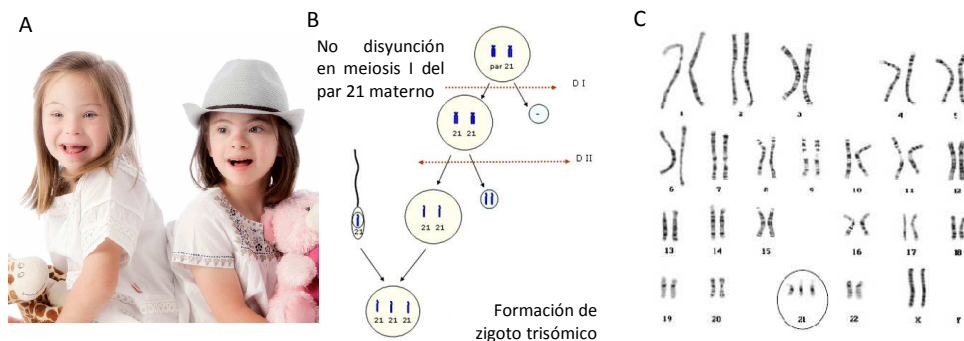 A
B
No disyunción
en meiosis I del
par 21 materno
par 21
D I
-
21 21
D II
21
21 21
21 21 21
Formación de
zigoto trisómico
C
1 2 3 4 5
6 7 8 9 10 11 12
13 14 15 16 17 18
19 20 21 22 X Y